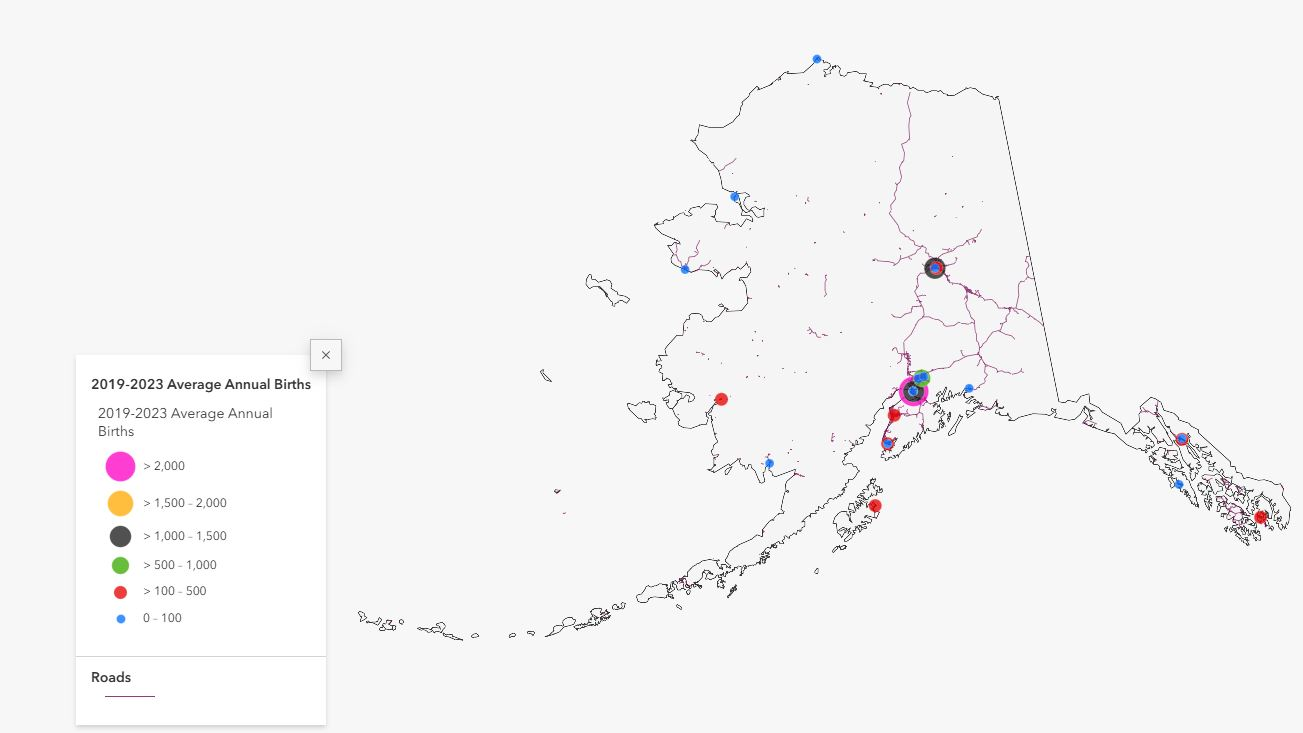 ×
2019-2023 Average Annual Births
2019-2023 Average Annual
Births
> 2,000
> 1,500 – 2,000
> 1,000 – 1,500
> 500 – 1,000
> 100 – 500
0 – 100
Roads